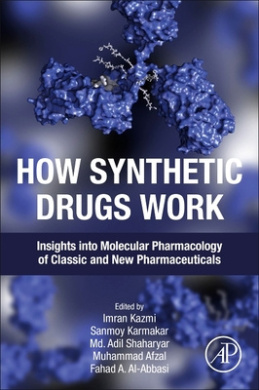 HOW SYNTHETIC
DRUGS WORK
Insights into Molecular Pharmacology
of Classic and New Pharmaceuticals
Edited by
Imran Kazmi
Sanmoy Karmakar
Md. Adil Shaharyar
Muhammad Afzal
Fahad A. Al-Abbasi
AP